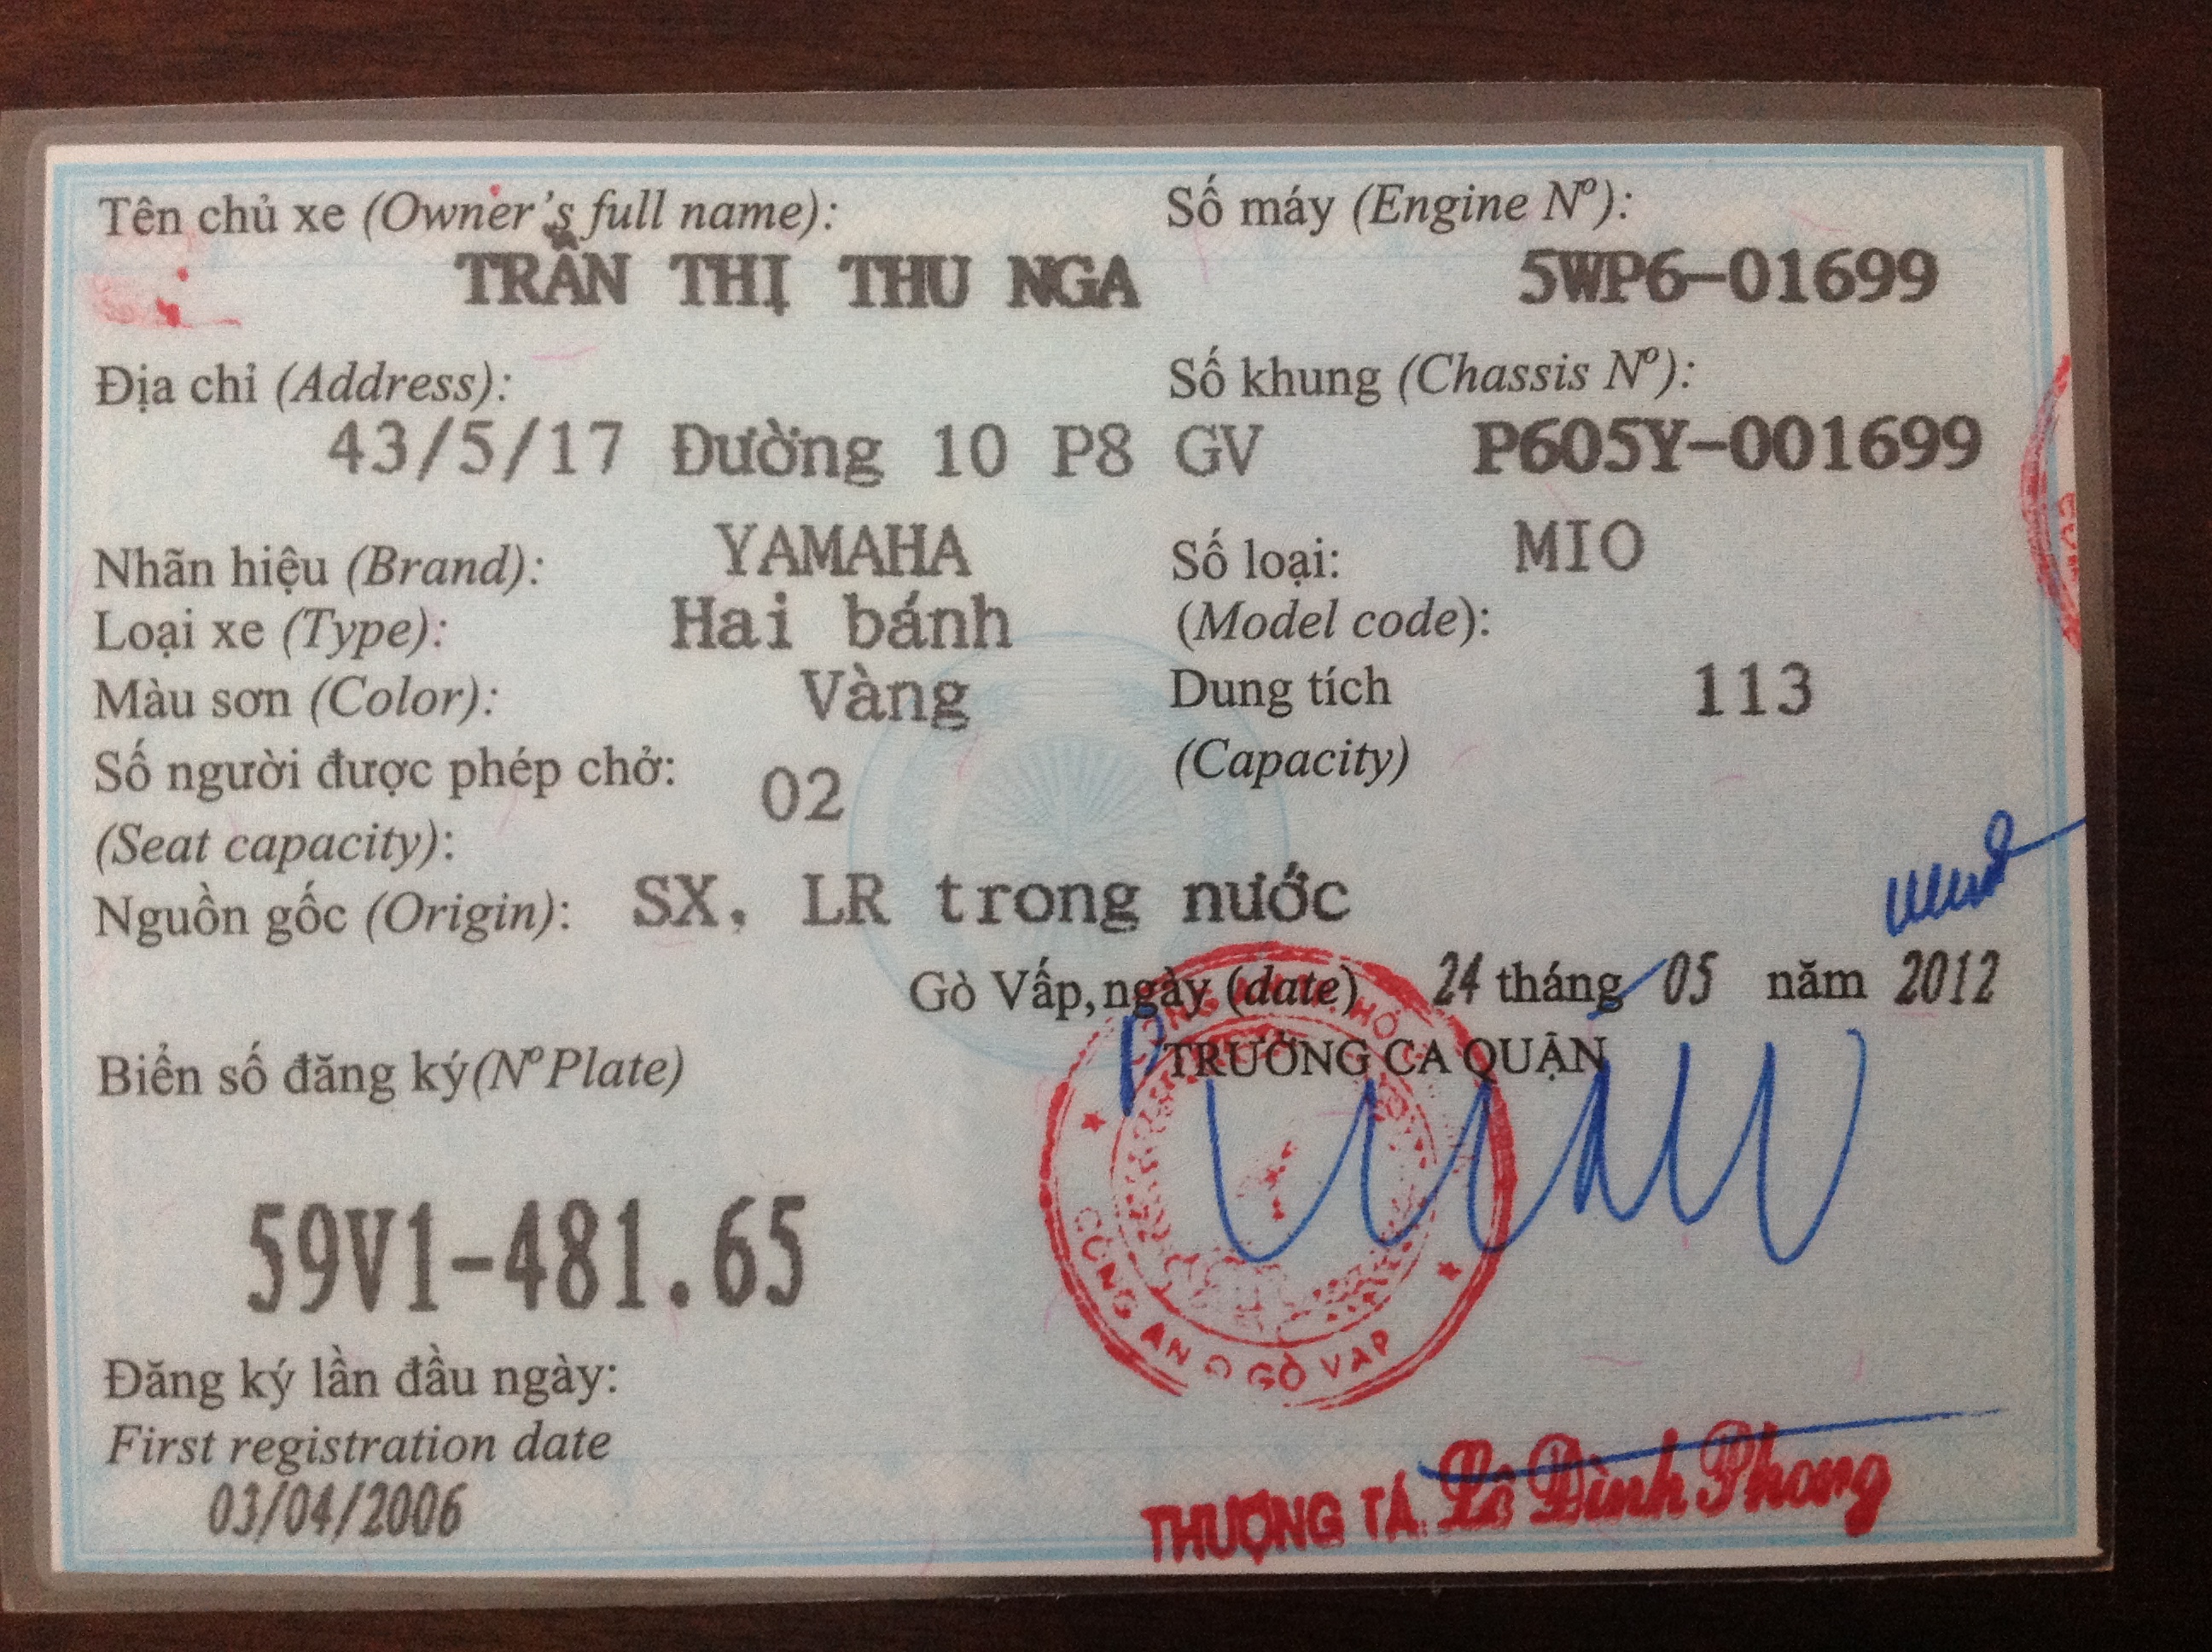 Tên chủ xe (Owner's full name):
TRẦN THỊ THU NGA
Số máy (Engine Nº):
5WP6-01699
Địa chỉ (Address):
43/5/17 Đường 10 P8 GV
Số khung (Chassis Nº):
P605Y-001699
Nhãn hiệu (Brand): YAMAHA
Số loại: MIO
(Model code):
Loại xe (Type): Hai bánh
Màu sơn (Color): Vàng
Dung tích 113
(Capacity)
Số người được phép chở: 02
(Seat capacity):
Nguồn gốc (Origin): SX, LR trong nước
Gò Vấp, ngày (date) 24 tháng 05 năm 2012
TRƯỞNG CA QUẬN
Biển số đăng ký(Nº Plate)
59V1-481.65
CÔNG AN Q GÒ VẤP
Đăng ký lần đầu ngày:
First registration date
03/04/2006
THƯỢNG TÁ Lê Đình Phong